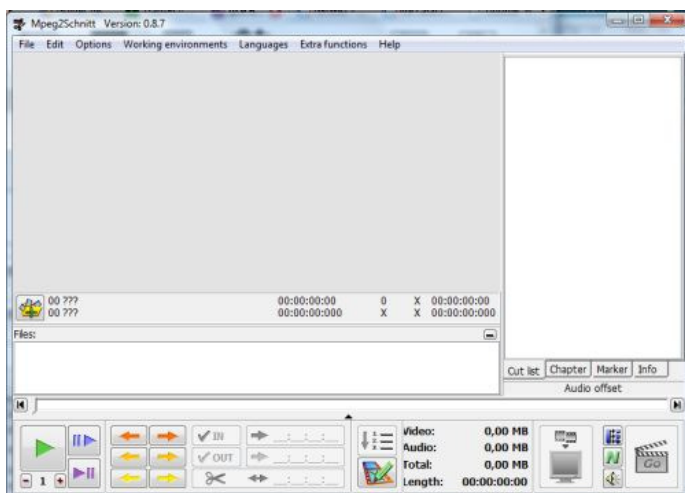 Mpeg2Schnitt Version: 0.8.7
File Edit Options Working environments Languages Extra functions Help
00 ??? 00:00:00:00 0 X 00:00:00:00
00 ??? 00:00:00:000 X X 00:00:00:000
Files:
Cut list Chapter Marker Info
Audio offset
IN
OUT
1
Video: 0,00 MB
Audio: 0,00 MB
Total: 0,00 MB
Length: 00:00:00:00
GO